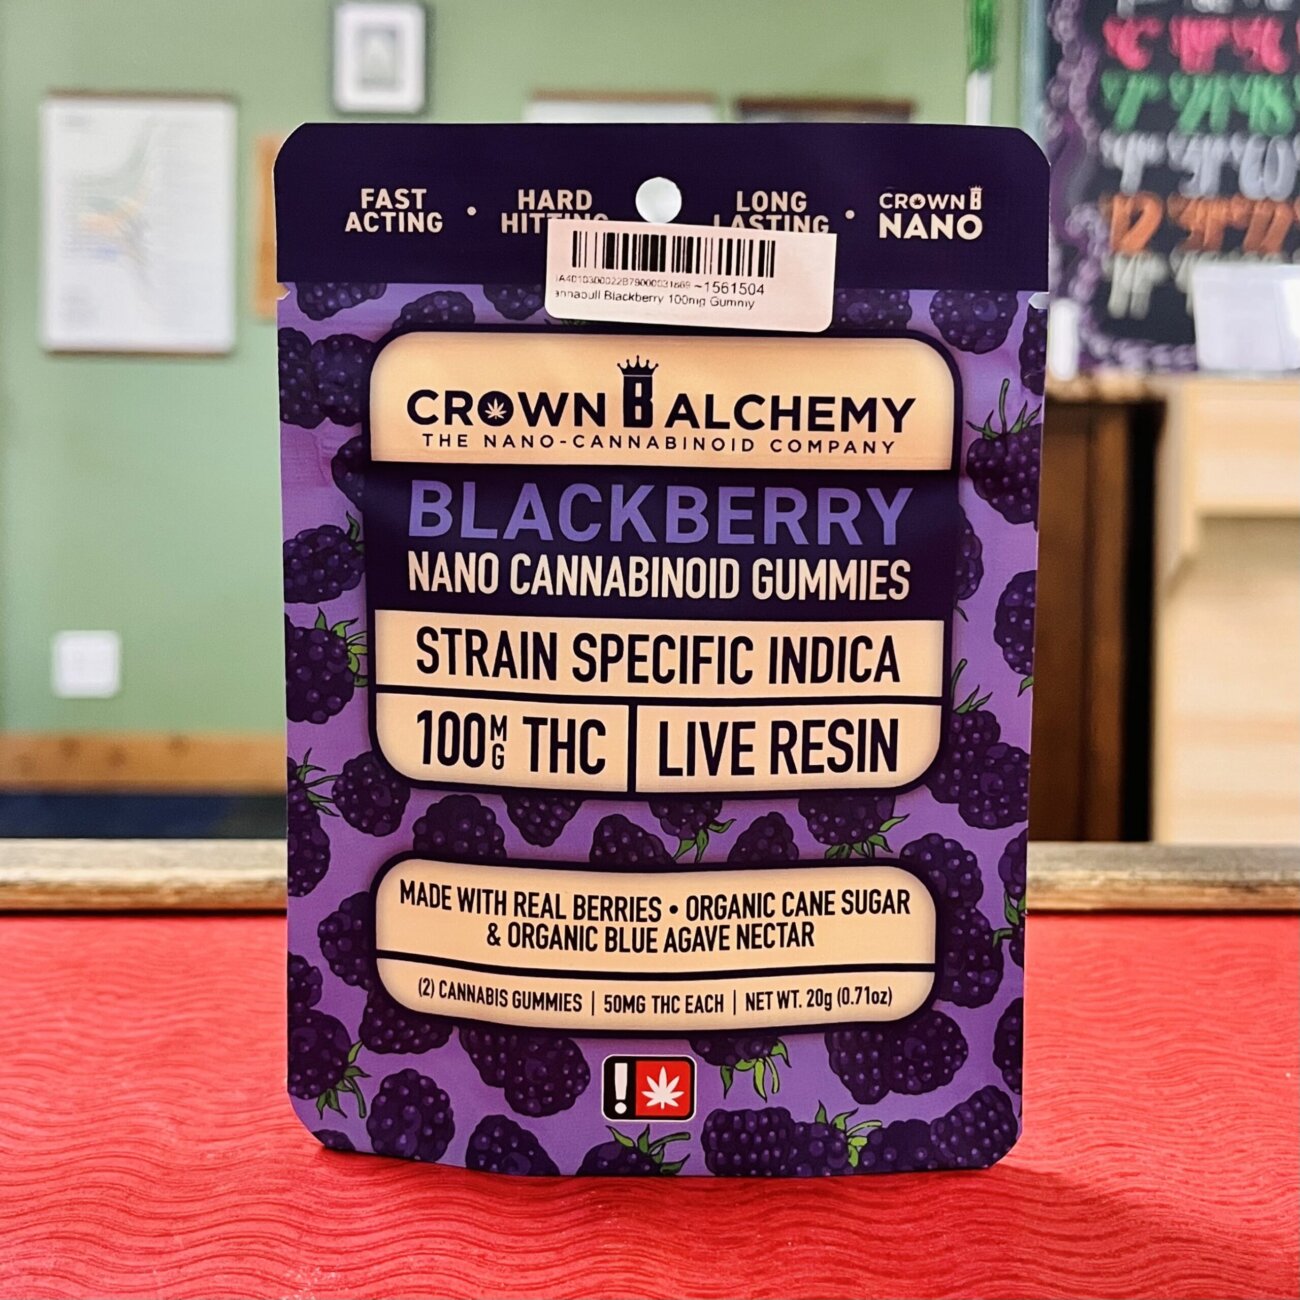 FAST ACTING • HARD HITTING LONG LASTING • CROWN B NANO
~1561504
Blackberry 100mg Gummy
CROWN B ALCHEMY
THE NANO-CANNABINOID COMPANY
BLACKBERRY
NANO CANNABINOID GUMMIES
STRAIN SPECIFIC INDICA
100MG THC
LIVE RESIN
MADE WITH REAL BERRIES • ORGANIC CANE SUGAR
& ORGANIC BLUE AGAVE NECTAR
(2) CANNABIS GUMMIES | 50MG THC EACH | NET WT. 20g (0.71oz)
!